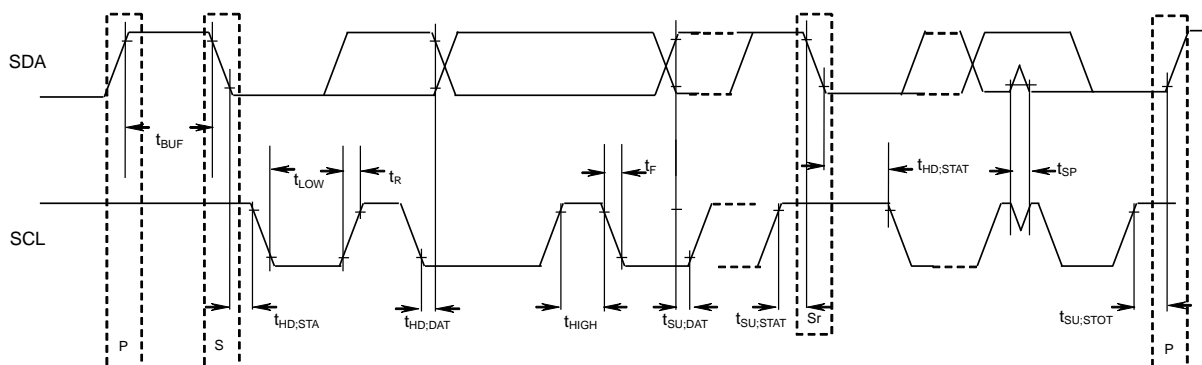 SDA
t_BUF
t_LOW
t_R
t_F
t_HD;STAT
t_SP
SCL
t_HD;STA
t_HD;DAT
t_HIGH
t_SU;DAT
t_SU;STAT
Sr
t_SU;STOT
P
S
P